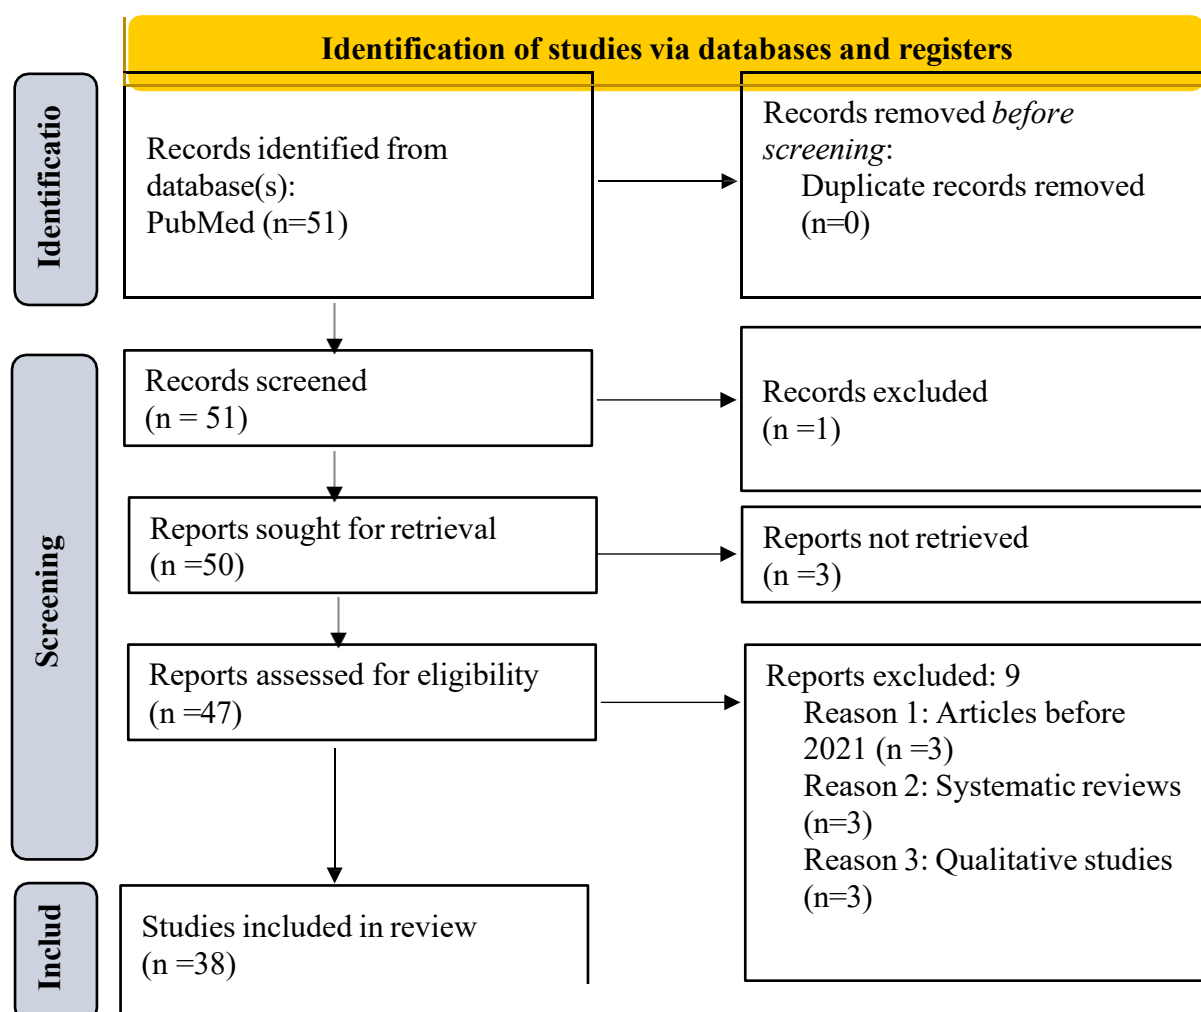 Identification of studies via databases and registers
Identificatio
Records identified from
database(s):
PubMed (n=51)
Records removed before
screening:
Duplicate records removed
(n=0)
Screening
Records screened
(n = 51)
Records excluded
(n =1)
Reports sought for retrieval
(n =50)
Reports not retrieved
(n =3)
Reports assessed for eligibility
(n =47)
Reports excluded: 9
Reason 1: Articles before
2021 (n =3)
Reason 2: Systematic reviews
(n=3)
Reason 3: Qualitative studies
(n=3)
Includ
Studies included in review
(n =38)